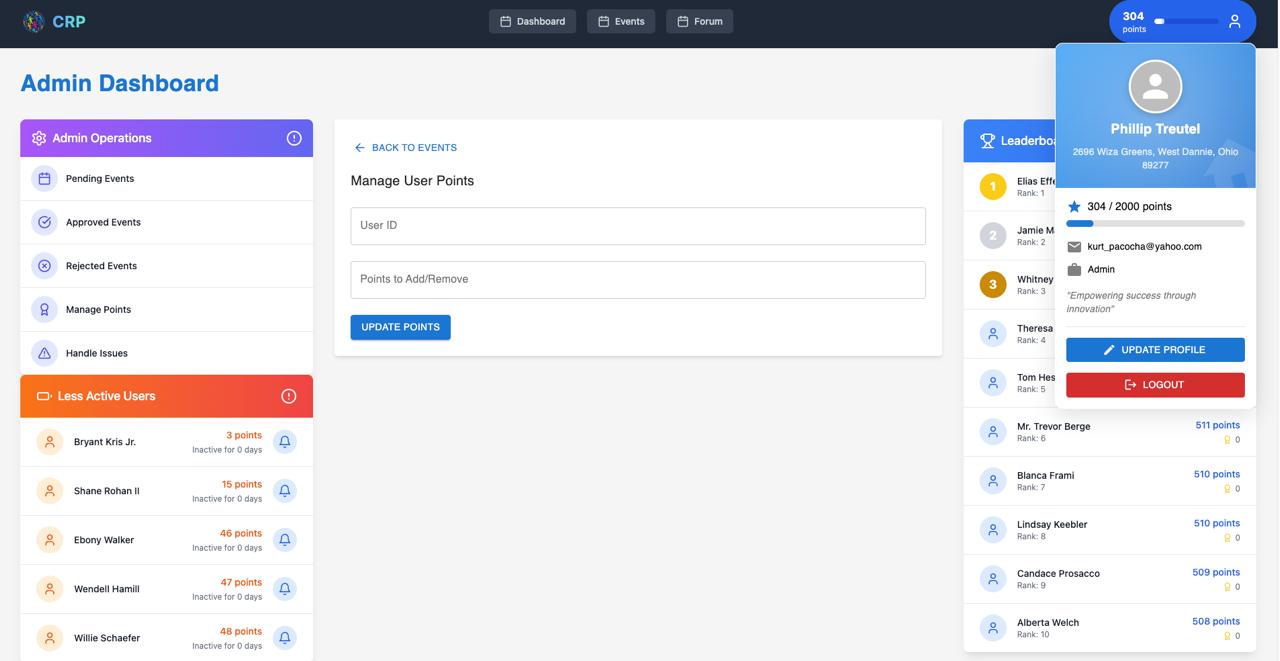 CRP
Dashboard
Events
Forum
304
points
Admin Dashboard
Admin Operations
Pending Events
Approved Events
Rejected Events
Manage Points
Handle Issues
Less Active Users
Bryant Kris Jr.
3 points
Inactive for 0 days
Shane Rohan II
15 points
Inactive for 0 days
Ebony Walker
46 points
Inactive for 0 days
Wendell Hamill
47 points
Inactive for 0 days
Willie Schaefer
48 points
Inactive for 0 days
BACK TO EVENTS
Manage User Points
User ID
Points to Add/Remove
UPDATE POINTS
Phillip Treutel
2696 Wiza Greens, West Dannie, Ohio
89277
304 / 2000 points
kurt_pacocha@yahoo.com
Admin
"Empowering success through
innovation"
UPDATE PROFILE
LOGOUT
1
Elias
Rank: 1
2
Jamie
Rank: 2
3
Whitney
Rank: 3
Theresa
Rank: 4
Tom
Rank: 5
Mr. Trevor Berge
Rank: 6
511 points
0
Blanca Frami
Rank: 7
510 points
0
Lindsay Keebler
Rank: 8
510 points
0
Candace Prosacco
Rank: 9
509 points
0
Alberta Welch
Rank: 10
508 points
0